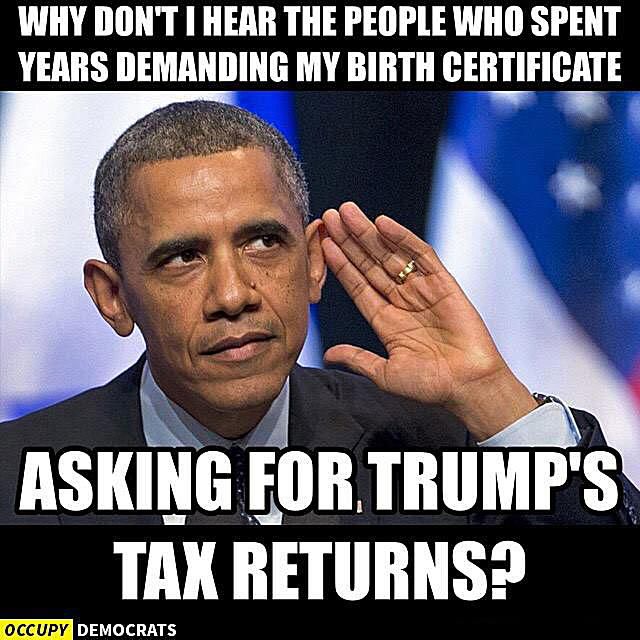 WHY DON'T I HEAR THE PEOPLE WHO SPENT
YEARS DEMANDING MY BIRTH CERTIFICATE
ASKING FOR TRUMP'S
TAX RETURNS?
OCCUPY DEMOCRATS